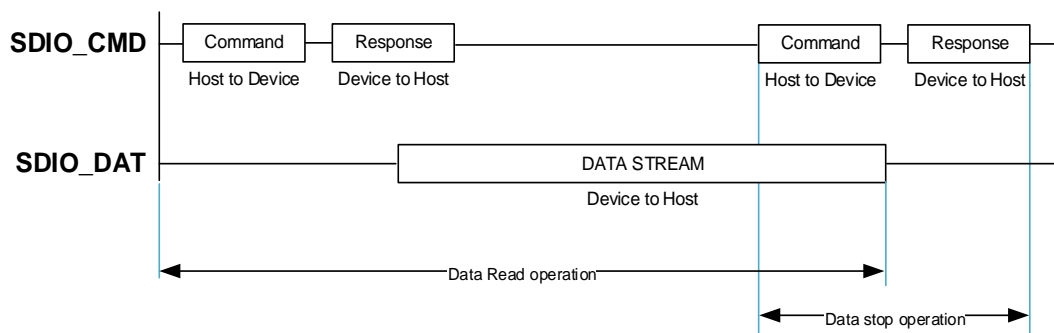 SDIO_CMD
Command
Response
Command
Response
Host to Device
Device to Host
Host to Device
Device to Host
SDIO_DAT
DATA STREAM
Device to Host
Data Read operation
Data stop operation